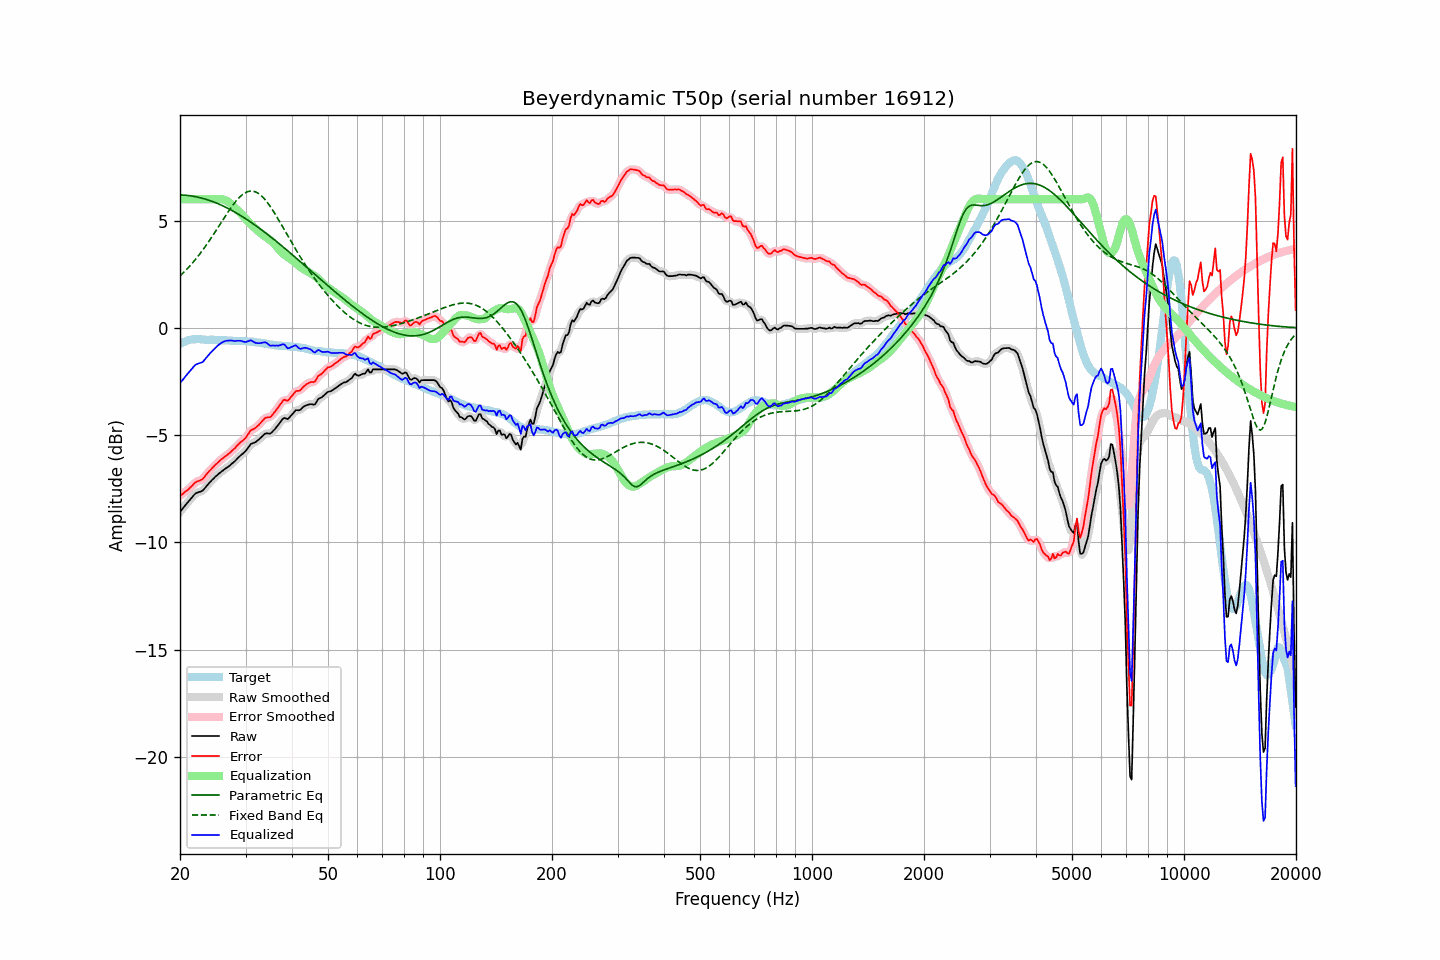 Beyerdynamic T50p (serial number 16912)
Amplitude (dBr)
5
0
−5
−10
−15
−20
Target
Raw Smoothed
Error Smoothed
Raw
Error
Equalization
Parametric Eq
Fixed Band Eq
Equalized
20 50 100 200 500 1000 2000 5000 10000 20000
Frequency (Hz)